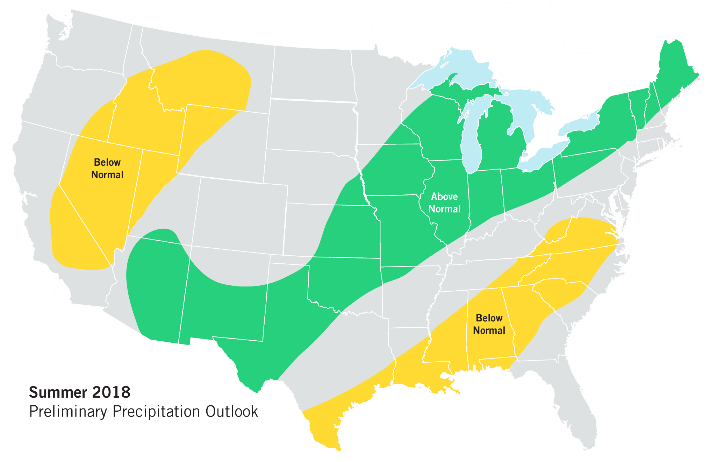 Below
Normal
Above
Normal
Below
Normal
Summer 2018
Preliminary Precipitation Outlook